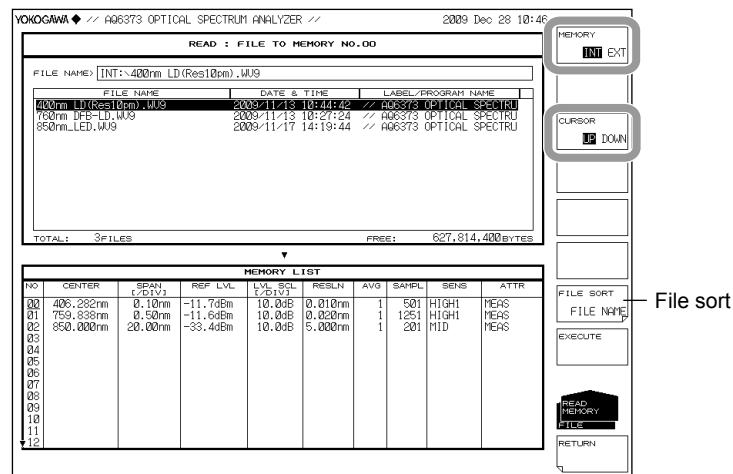 YOKOGAWA ◆ // AQ6373 OPTICAL SPECTRUM ANALYZER // 2009 Dec 28 10:46
READ : FILE TO MEMORY NO.00
FILE NAME> INT:\400nm LD(Res10pm).WV9
FILE NAME DATE & TIME LABEL/PROGRAM NAME
400nm LD(Res10pm).WV9 2009/11/13 10:44:42 // AQ6373 OPTICAL SPECTRU
760nm DFB-LD.WV9 2009/11/13 10:27:24 // AQ6373 OPTICAL SPECTRU
850nm_LED.WV9 2009/11/17 14:19:44 // AQ6373 OPTICAL SPECTRU
TOTAL: 3FILES FREE: 627,814,400BYTES
▼
MEMORY LIST
NO CENTER SPAN [/DIV] REF LVL LVL SCL [/DIV] RESLN AVG SAMPL SENS ATTR
00 406.282nm 0.10nm -11.7dBm 10.0dB 0.010nm 1 501 HIGH1 MEAS
01 759.838nm 0.50nm -11.6dBm 10.0dB 0.020nm 1 1251 HIGH1 MEAS
02 850.000nm 20.00nm -33.4dBm 10.0dB 5.000nm 1 201 MID MEAS
03
04
05
06
07
08
09
10
11
▼12
MEMORY
INT EXT
CURSOR
UP DOWN
FILE SORT
FILE NAME
File sort
EXECUTE
READ
MEMORY
FILE
RETURN